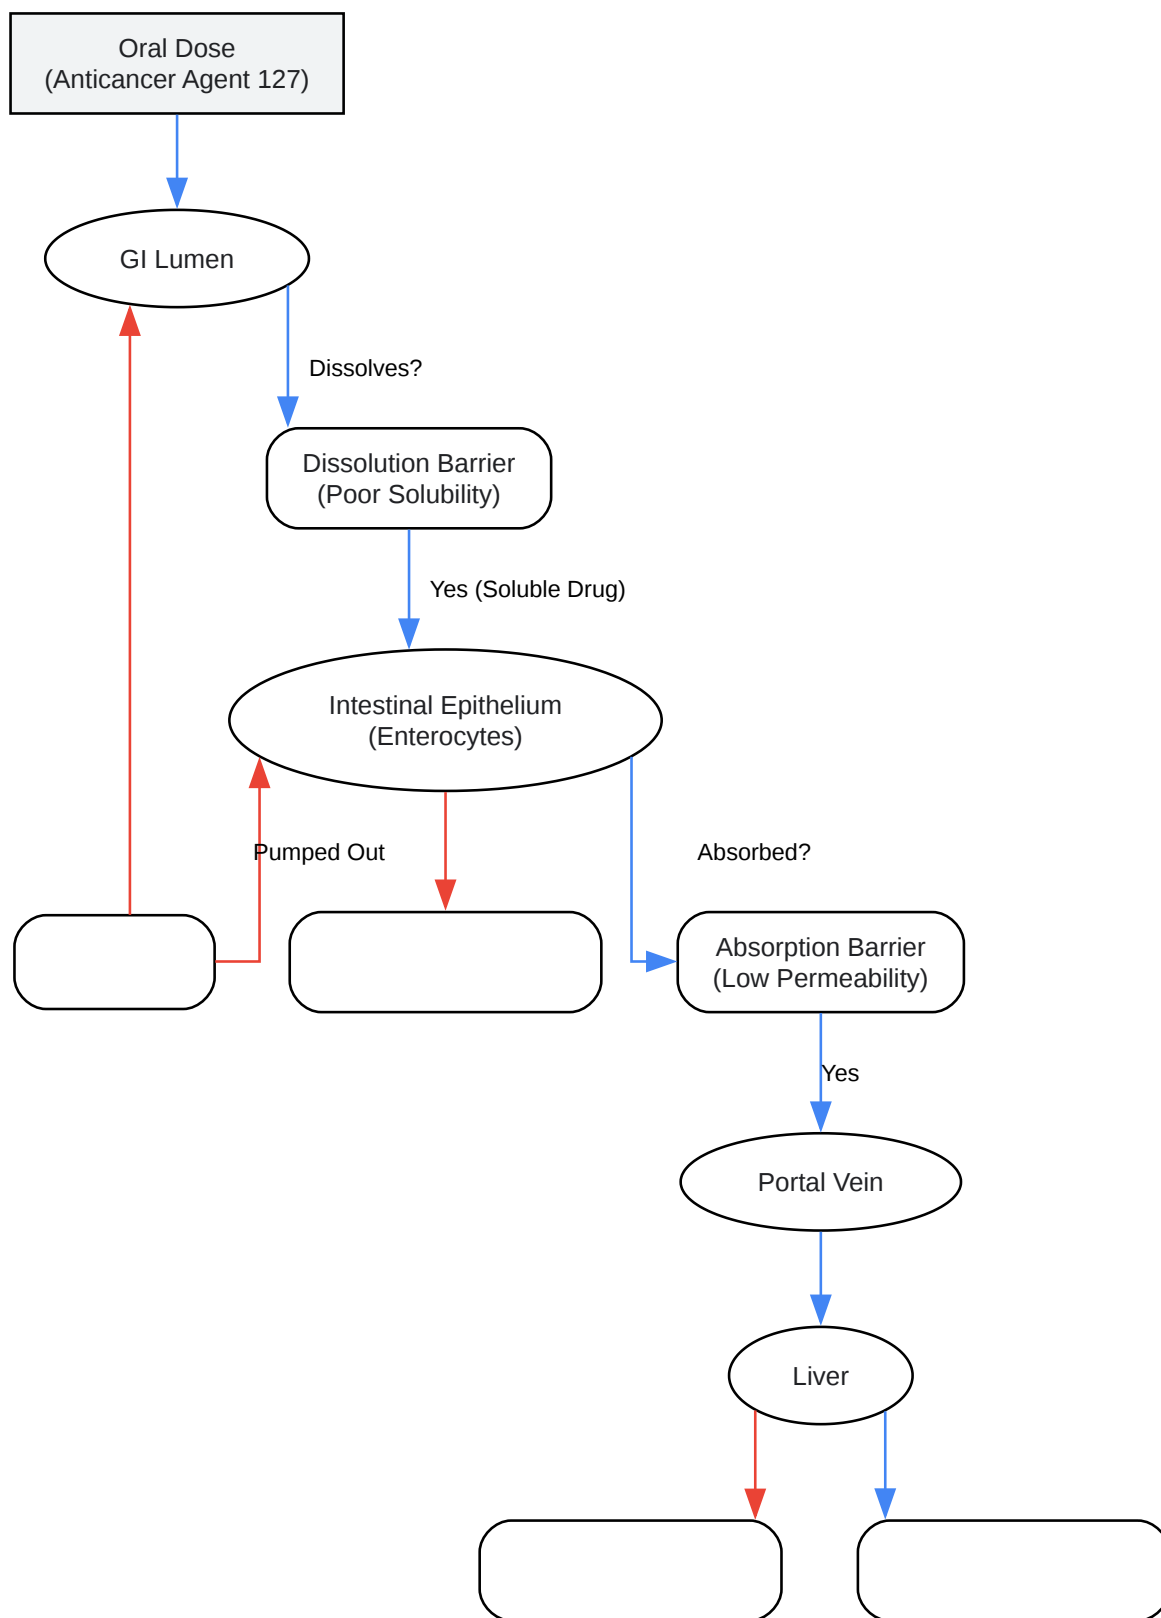 Oral Dose
(Anticancer Agent 127)
GI Lumen
Dissolves?
Dissolution Barrier
(Poor Solubility)
Yes (Soluble Drug)
Intestinal Epithelium
(Enterocytes)
Pumped Out
Absorbed?
Absorption Barrier
(Low Permeability)
Yes
Portal Vein
Liver